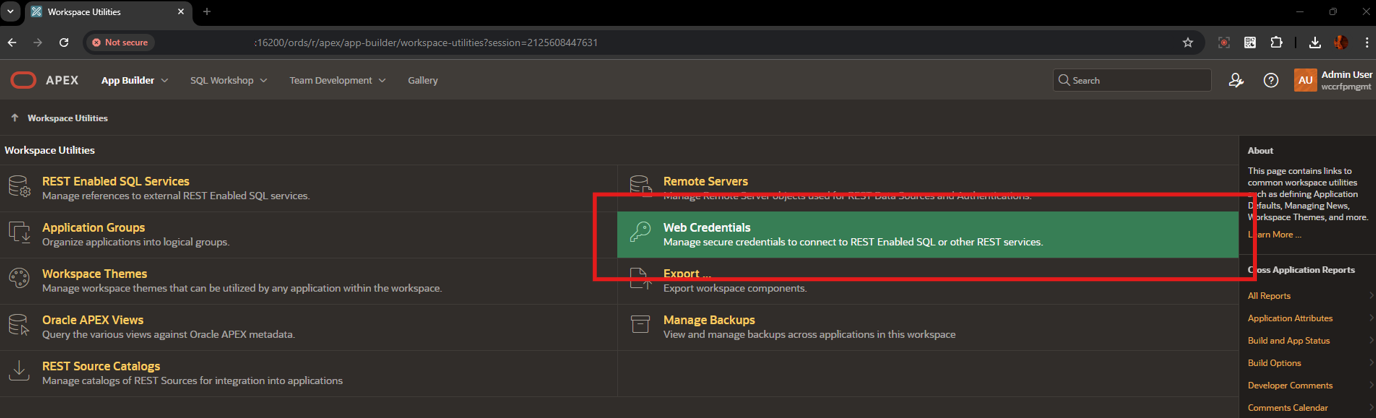 Workspace Utilities
Not secure
:16200/ords/r/apex/app-builder/workspace-utilities?session=2125608447631
APEX
App Builder
SQL Workshop
Team Development
Gallery
Search
AU
Admin User
wccrfpmgmt
Workspace Utilities
Workspace Utilities
REST Enabled SQL Services
Manage references to external REST Enabled SQL services.
Remote Servers
Manage Remote Server objects used for REST Data Sources and Authentications.
Application Groups
Organize applications into logical groups.
Web Credentials
Manage secure credentials to connect to REST Enabled SQL or other REST services.
Workspace Themes
Manage workspace themes that can be utilized by any application within the workspace.
Export ...
Export workspace components.
Oracle APEX Views
Query the various views against Oracle APEX metadata.
Manage Backups
View and manage backups across applications in this workspace
REST Source Catalogs
Manage catalogs of REST Sources for integration into applications
About
This page contains links to
common workspace utilities
such as defining Application
Defaults, Managing News,
Workspace Themes, and more.
Learn More ...
Cross Application Reports
All Reports
Application Attributes
Build and App Status
Build Options
Developer Comments
Comments Calendar